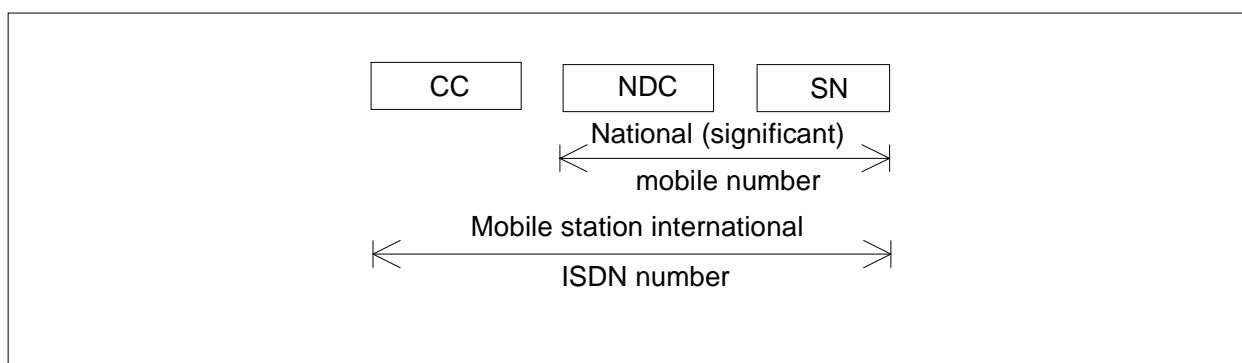 CC NDC SN
National (significant)
mobile number
Mobile station international
ISDN number